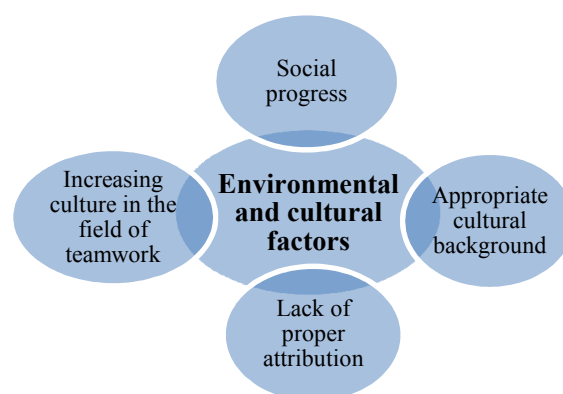 Social
progress
Increasing
culture in the
field of
teamwork
Environmental
and cultural
factors
Appropriate
cultural
background
Lack of
proper
attribution